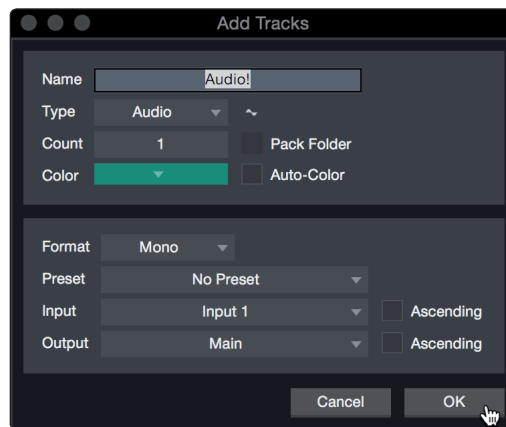 Add Tracks
Name Audio!
Type Audio
Count 1 Pack Folder
Color Auto-Color
Format Mono
Preset No Preset
Input Input 1 Ascending
Output Main Ascending
Cancel OK